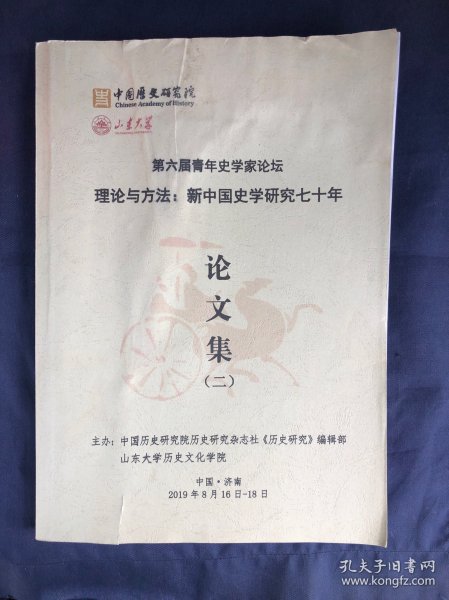 中国历史研究院
Chinese Academy of History
山东大学
第六届青年史学家论坛
理论与方法：新中国史学研究七十年
论
文
集
（二）
主办：中国历史研究院历史研究杂志社《历史研究》编辑部
山东大学历史文化学院
中国·济南
2019年8月16日-18日
孔夫子旧书网
www.kongfz.com